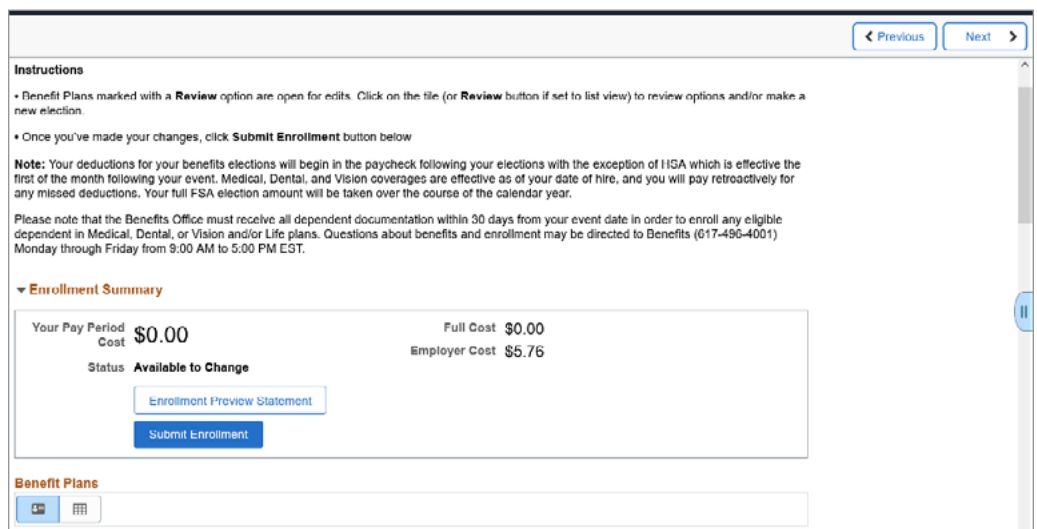 Previous
Next
Instructions
• Benefit Plans marked with a Review option are open for edits. Click on the tile (or Review button if set to list view) to review options and/or make a
new election.
• Once you've made your changes, click Submit Enrollment button below
Note: Your deductions for your benefits elections will begin in the paycheck following your elections with the exception of HSA which is effective the
first of the month following your event. Medical, Dental, and Vision coverages are effective as of your date of hire, and you will pay retroactively for
any missed deductions. Your full FSA election amount will be taken over the course of the calendar year.
Please note that the Benefits Office must receive all dependent documentation within 30 days from your event date in order to enroll any eligible
dependent in Medical, Dental, or Vision and/or Life plans. Questions about benefits and enrollment may be directed to Benefits (617-496-4001)
Monday through Friday from 9:00 AM to 5:00 PM EST.
Enrollment Summary
Your Pay Period Cost $0.00
Full Cost $0.00
Employer Cost $5.76
Status Available to Change
Enrollment Preview Statement
Submit Enrollment
Benefit Plans